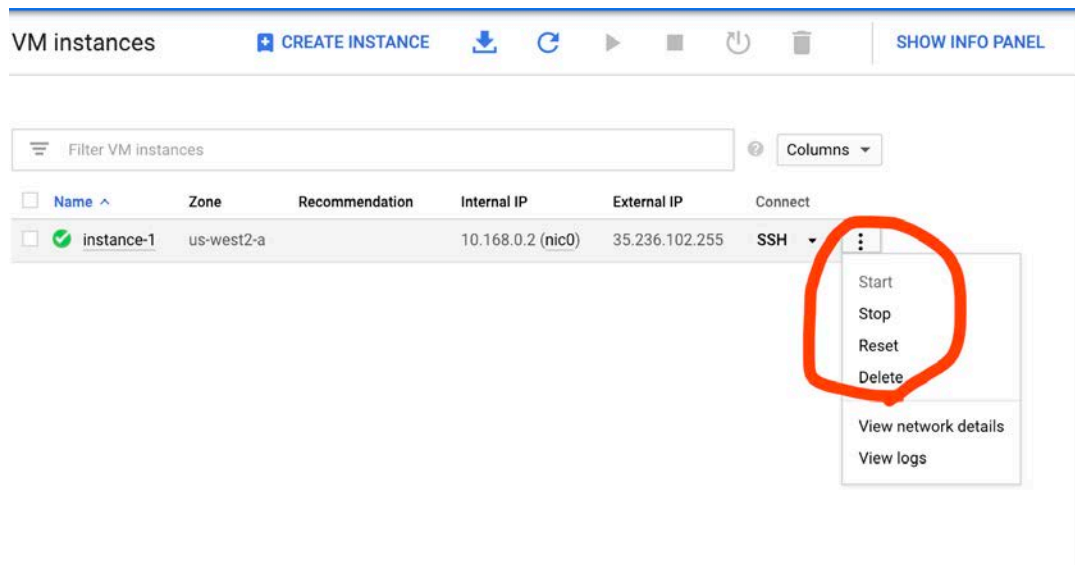 VM instances CREATE INSTANCE SHOW INFO PANEL
Filter VM instances Columns
Name Zone Recommendation Internal IP External IP Connect
instance-1 us-west2-a 10.168.0.2 (nic0) 35.236.102.255 SSH
Start
Stop
Reset
Delete
View network details
View logs